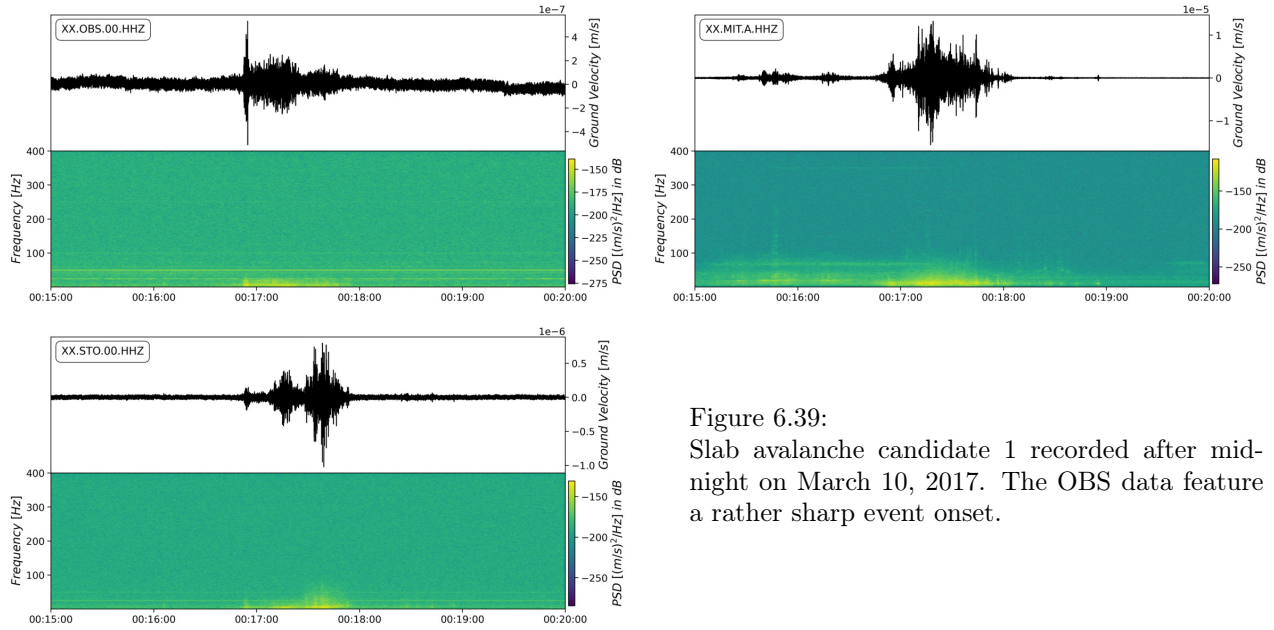 1e−7
XX.OBS.00.HHZ
4
2
0
−2
−4
Ground Velocity [m/s]
400
300
200
100
Frequency [Hz]
−150
−175
−200
−225
−250
−275
PSD [(m/s)²/Hz] in dB
00:15:00 00:16:00 00:17:00 00:18:00 00:19:00 00:20:00
1e−5
XX.MIT.A.HHZ
1
0
−1
Ground Velocity [m/s]
400
300
200
100
Frequency [Hz]
−150
−200
−250
PSD [(m/s)²/Hz] in dB
00:15:00 00:16:00 00:17:00 00:18:00 00:19:00 00:20:00
1e−6
XX.STO.00.HHZ
0.5
0.0
−0.5
−1.0
Ground Velocity [m/s]
400
300
200
100
Frequency [Hz]
−150
−200
−250
PSD [(m/s)²/Hz] in dB
00:15:00 00:16:00 00:17:00 00:18:00 00:19:00 00:20:00
Figure 6.39:
Slab avalanche candidate 1 recorded after mid-
night on March 10, 2017. The OBS data feature
a rather sharp event onset.